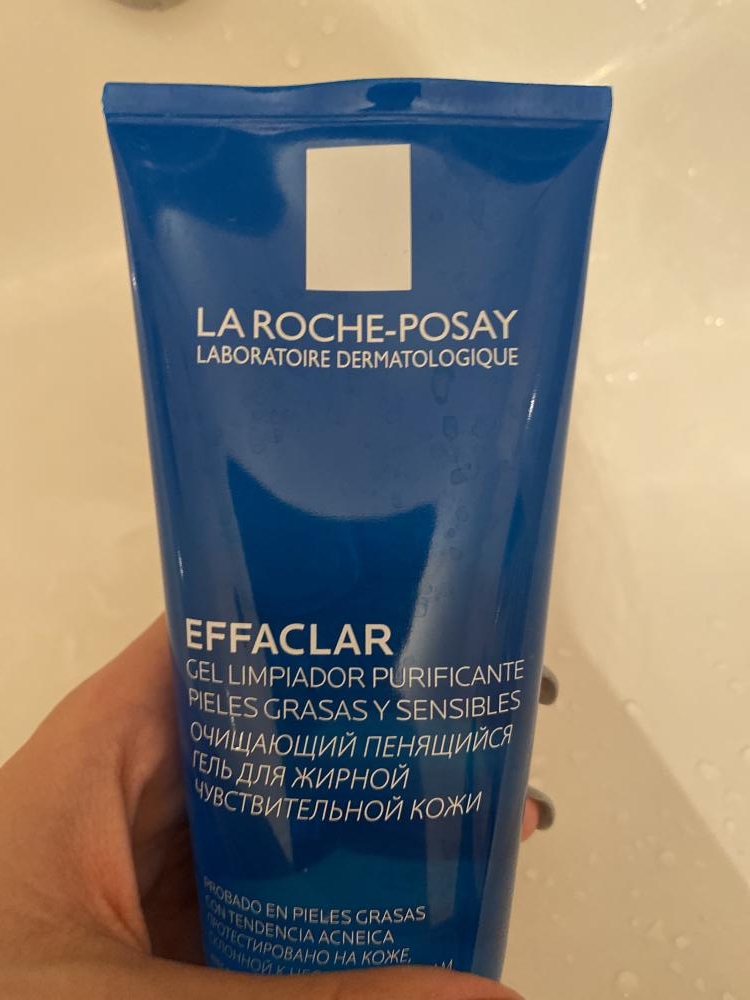 LA ROCHE-POSAY
LABORATOIRE DERMATOLOGIQUE
EFFACLAR
GEL LIMPIADOR PURIFICANTE
PIELES GRASAS Y SENSIBLES
ОЧИЩАЮЩИЙ ПЕНЯЩИЙСЯ
ГЕЛЬ ДЛЯ ЖИРНОЙ
ЧУВСТВИТЕЛЬНОЙ КОЖИ
PROBADO EN PIELES GRASAS
CON TENDENCIA ACNEICA
ПРОТЕСТИРОВАНО НА КОЖЕ,
СКЛОННОЙ К